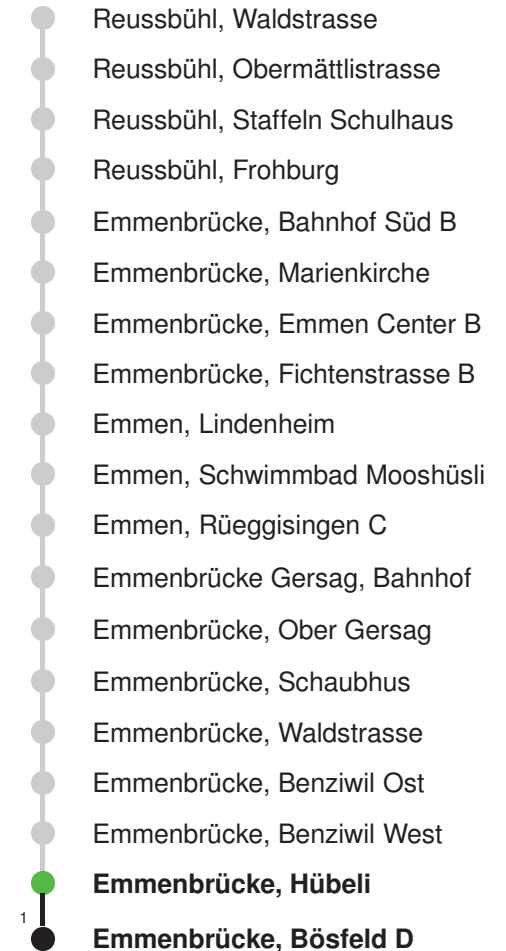 Reussbühl, Waldstrasse
Reussbühl, Obermättlistrasse
Reussbühl, Staffeln Schulhaus
Reussbühl, Frohburg
Emmenbrücke, Bahnhof Süd B
Emmenbrücke, Marienkirche
Emmenbrücke, Emmen Center B
Emmenbrücke, Fichtenstrasse B
Emmen, Lindenheim
Emmen, Schwimmbad Mooshüsli
Emmen, Rüeggisingen C
Emmenbrücke Gersag, Bahnhof
Emmenbrücke, Ober Gersag
Emmenbrücke, Schaubhus
Emmenbrücke, Waldstrasse
Emmenbrücke, Benziwil Ost
Emmenbrücke, Benziwil West
Emmenbrücke, Hübeli
1
Emmenbrücke, Bösfeld D